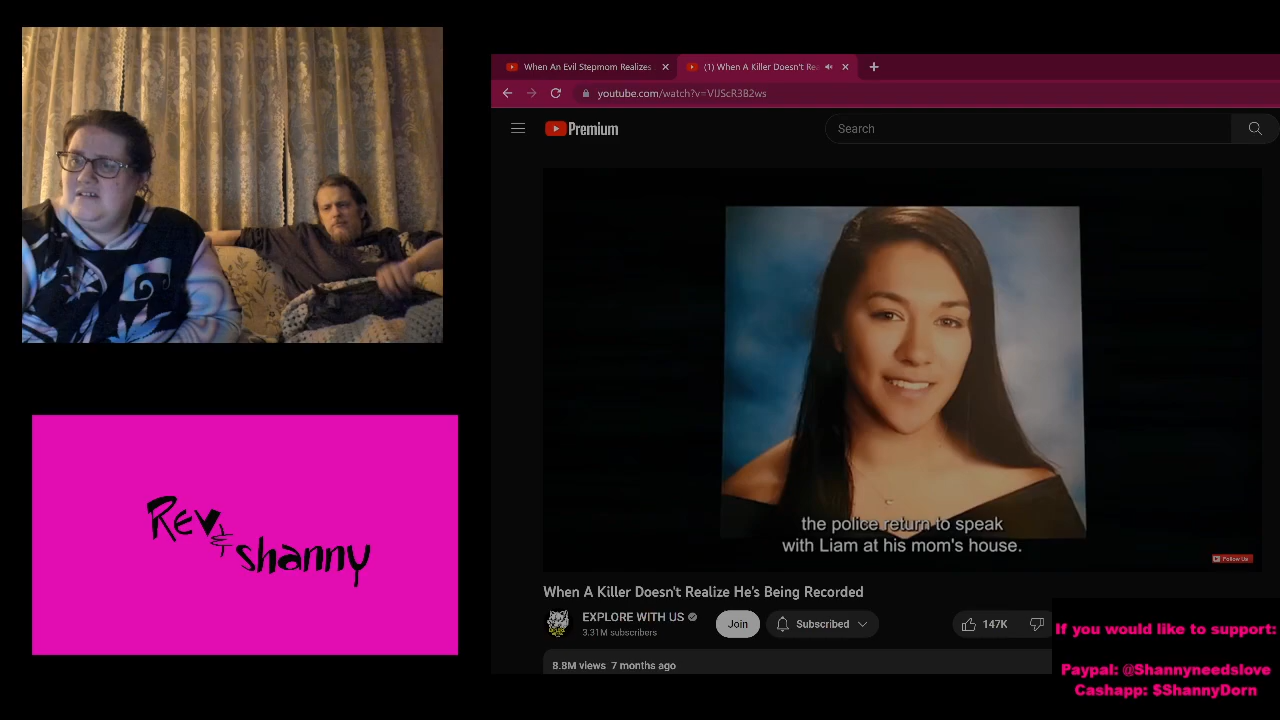 When An Evil Stepmom Realizes
(1) When A Killer Doesn't Re
youtube.com/watch?v=VlJScR3B2ws
Premium
Search
the police return to speak
with Liam at his mom's house.
Follow Us
When A Killer Doesn't Realize He's Being Recorded
EXPLORE WITH US
3.31M subscribers
Join
Subscribed
147K
8.8M views 7 months ago
Rev
&
Shanny
If you would like to support:
Paypal: @Shannyneedslove
Cashapp: $ShannyDorn